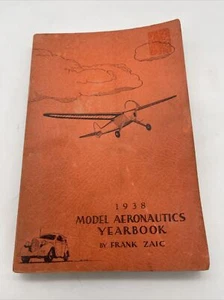 1938
MODEL AERONAUTICS
YEARBOOK
BY FRANK ZAIC